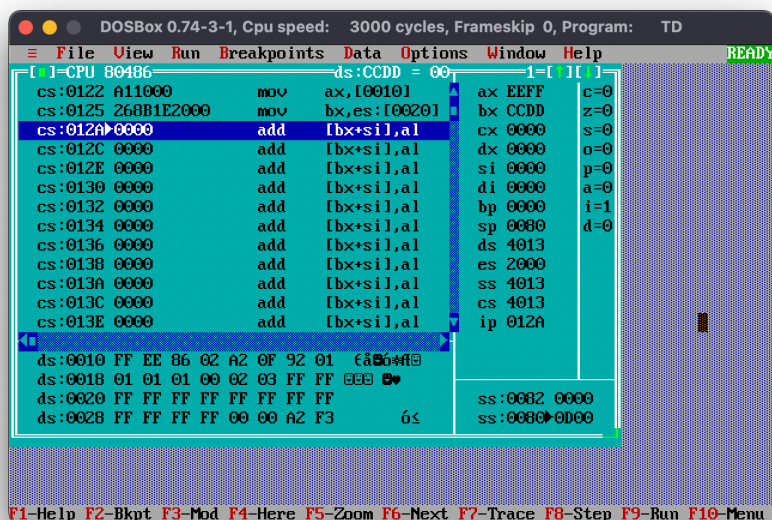 DOSBox 0.74-3-1, Cpu speed: 3000 cycles, Frameskip 0, Program: TD
≡ File View Run Breakpoints Data Options Window Help READY
[■]=CPU 80486 ds:CCDD = 00 1=[↑][↓]
cs:0122 A11000 mov ax,[0010] ax EEFF c=0
cs:0125 268B1E2000 mov bx,es:[0020] bx CCDD z=0
cs:012A►0000 add [bx+si],al cx 0000 s=0
cs:012C 0000 add [bx+si],al dx 0000 o=0
cs:012E 0000 add [bx+si],al si 0000 p=0
cs:0130 0000 add [bx+si],al di 0000 a=0
cs:0132 0000 add [bx+si],al bp 0000 i=1
cs:0134 0000 add [bx+si],al sp 0080 d=0
cs:0136 0000 add [bx+si],al ds 4013
cs:0138 0000 add [bx+si],al es 2000
cs:013A 0000 add [bx+si],al ss 4013
cs:013C 0000 add [bx+si],al cs 4013
cs:013E 0000 add [bx+si],al ip 012A
ds:0010 FF EE 86 02 A2 0F 92 01
ds:0018 01 01 01 00 02 03 FF FF ☺☺☺ ☻♥
ds:0020 FF FF FF FF FF FF FF FF ss:0082 0000
ds:0028 FF FF FF FF 00 00 A2 F3 ó≤ ss:0080►0D00
F1-Help F2-Bkpt F3-Mod F4-Here F5-Zoom F6-Next F7-Trace F8-Step F9-Run F10-Menu